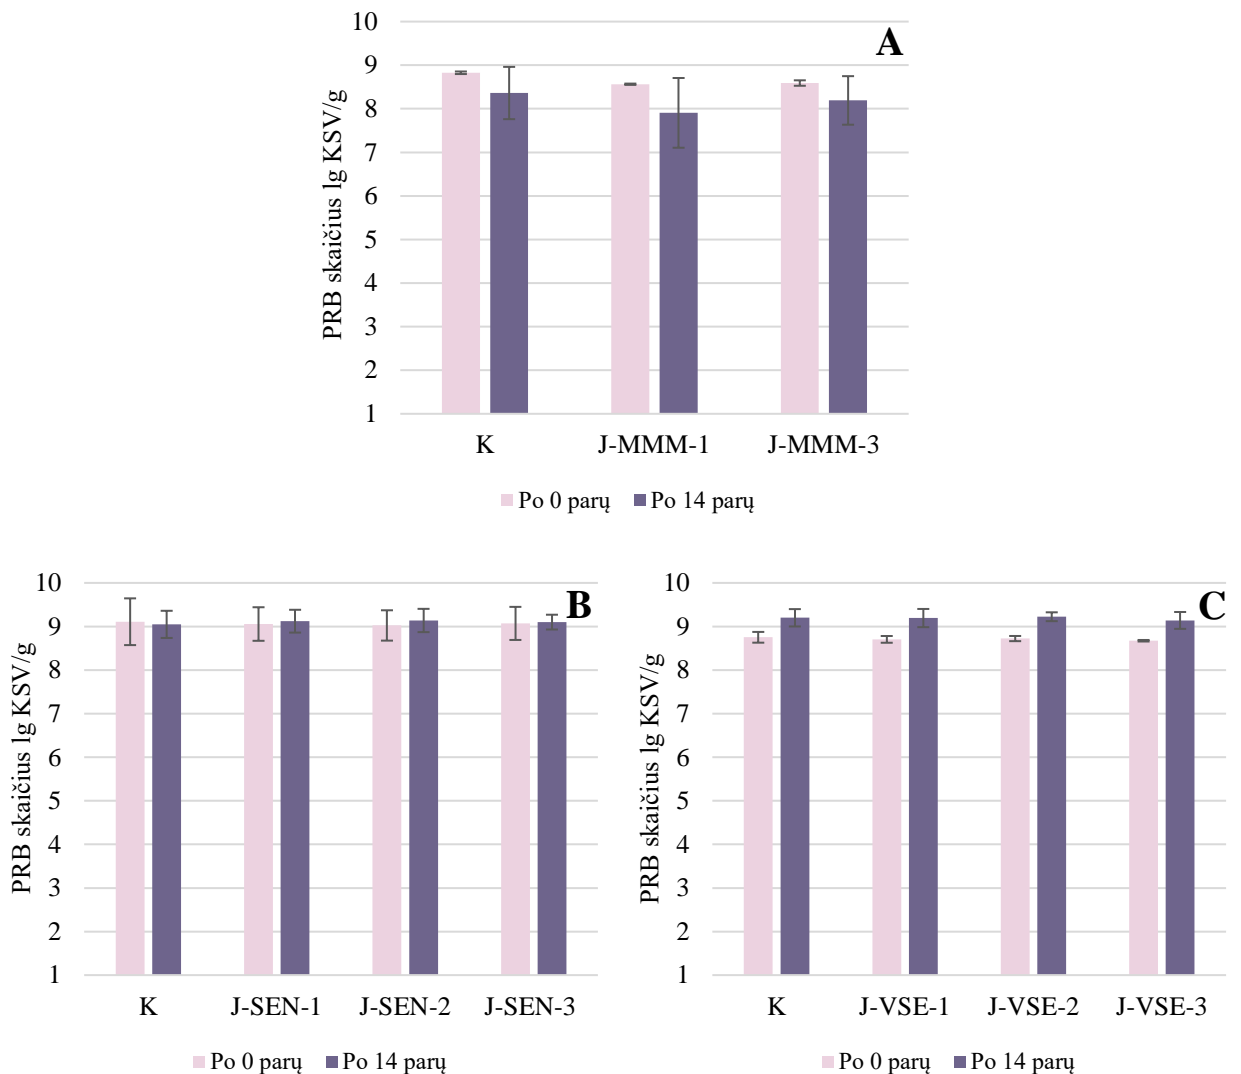 A
PRB skaičius lg KSV/g
10
9
8
7
6
5
4
3
2
1
K J-MMM-1 J-MMM-3
Po 0 parų Po 14 parų
B
PRB skaičius lg KSV/g
10
9
8
7
6
5
4
3
2
1
K J-SEN-1 J-SEN-2 J-SEN-3
Po 0 parų Po 14 parų
C
PRB skaičius lg KSV/g
10
9
8
7
6
5
4
3
2
1
K J-VSE-1 J-VSE-2 J-VSE-3
Po 0 parų Po 14 parų